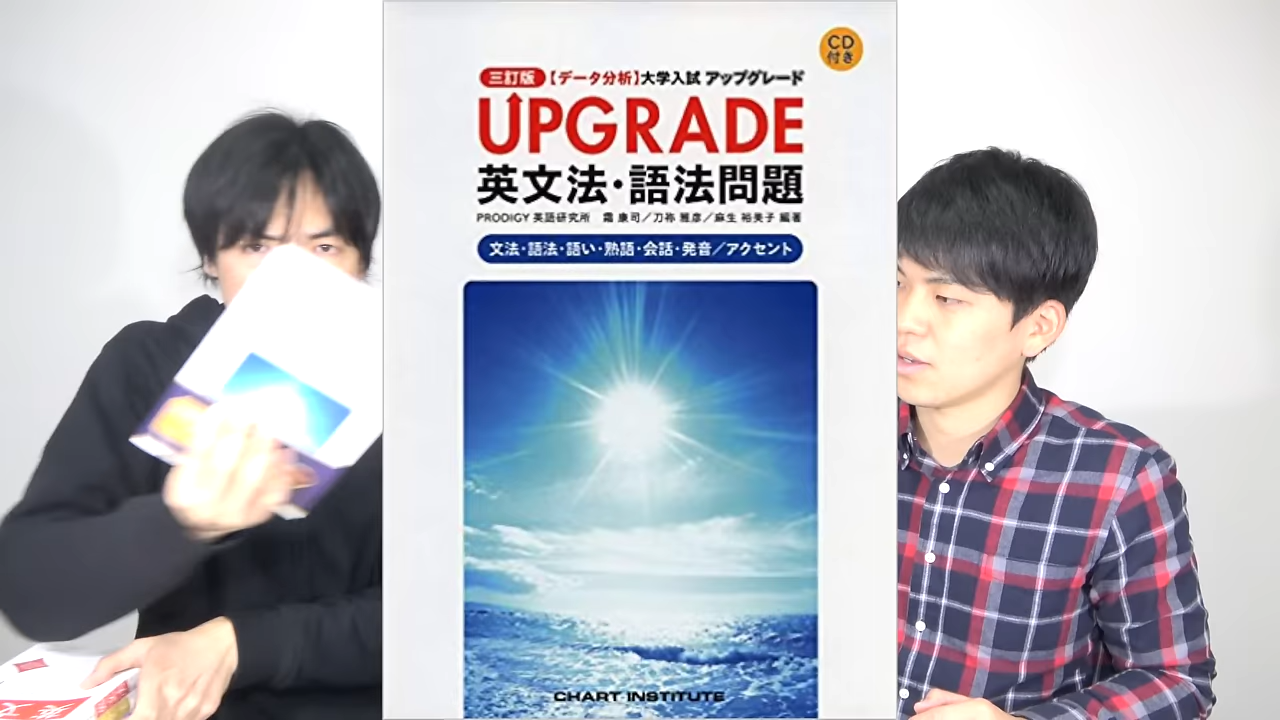 CD
付き
三訂版 【データ分析】大学入試 アップグレード
UPGRADE
英文法・語法問題
PRODIGY 英語研究所 霜 康司／刀祢 雅彦／麻生 裕美子 編著
文法・語法・語い・熟語・会話・発音／アクセント
CHART INSTITUTE
英文